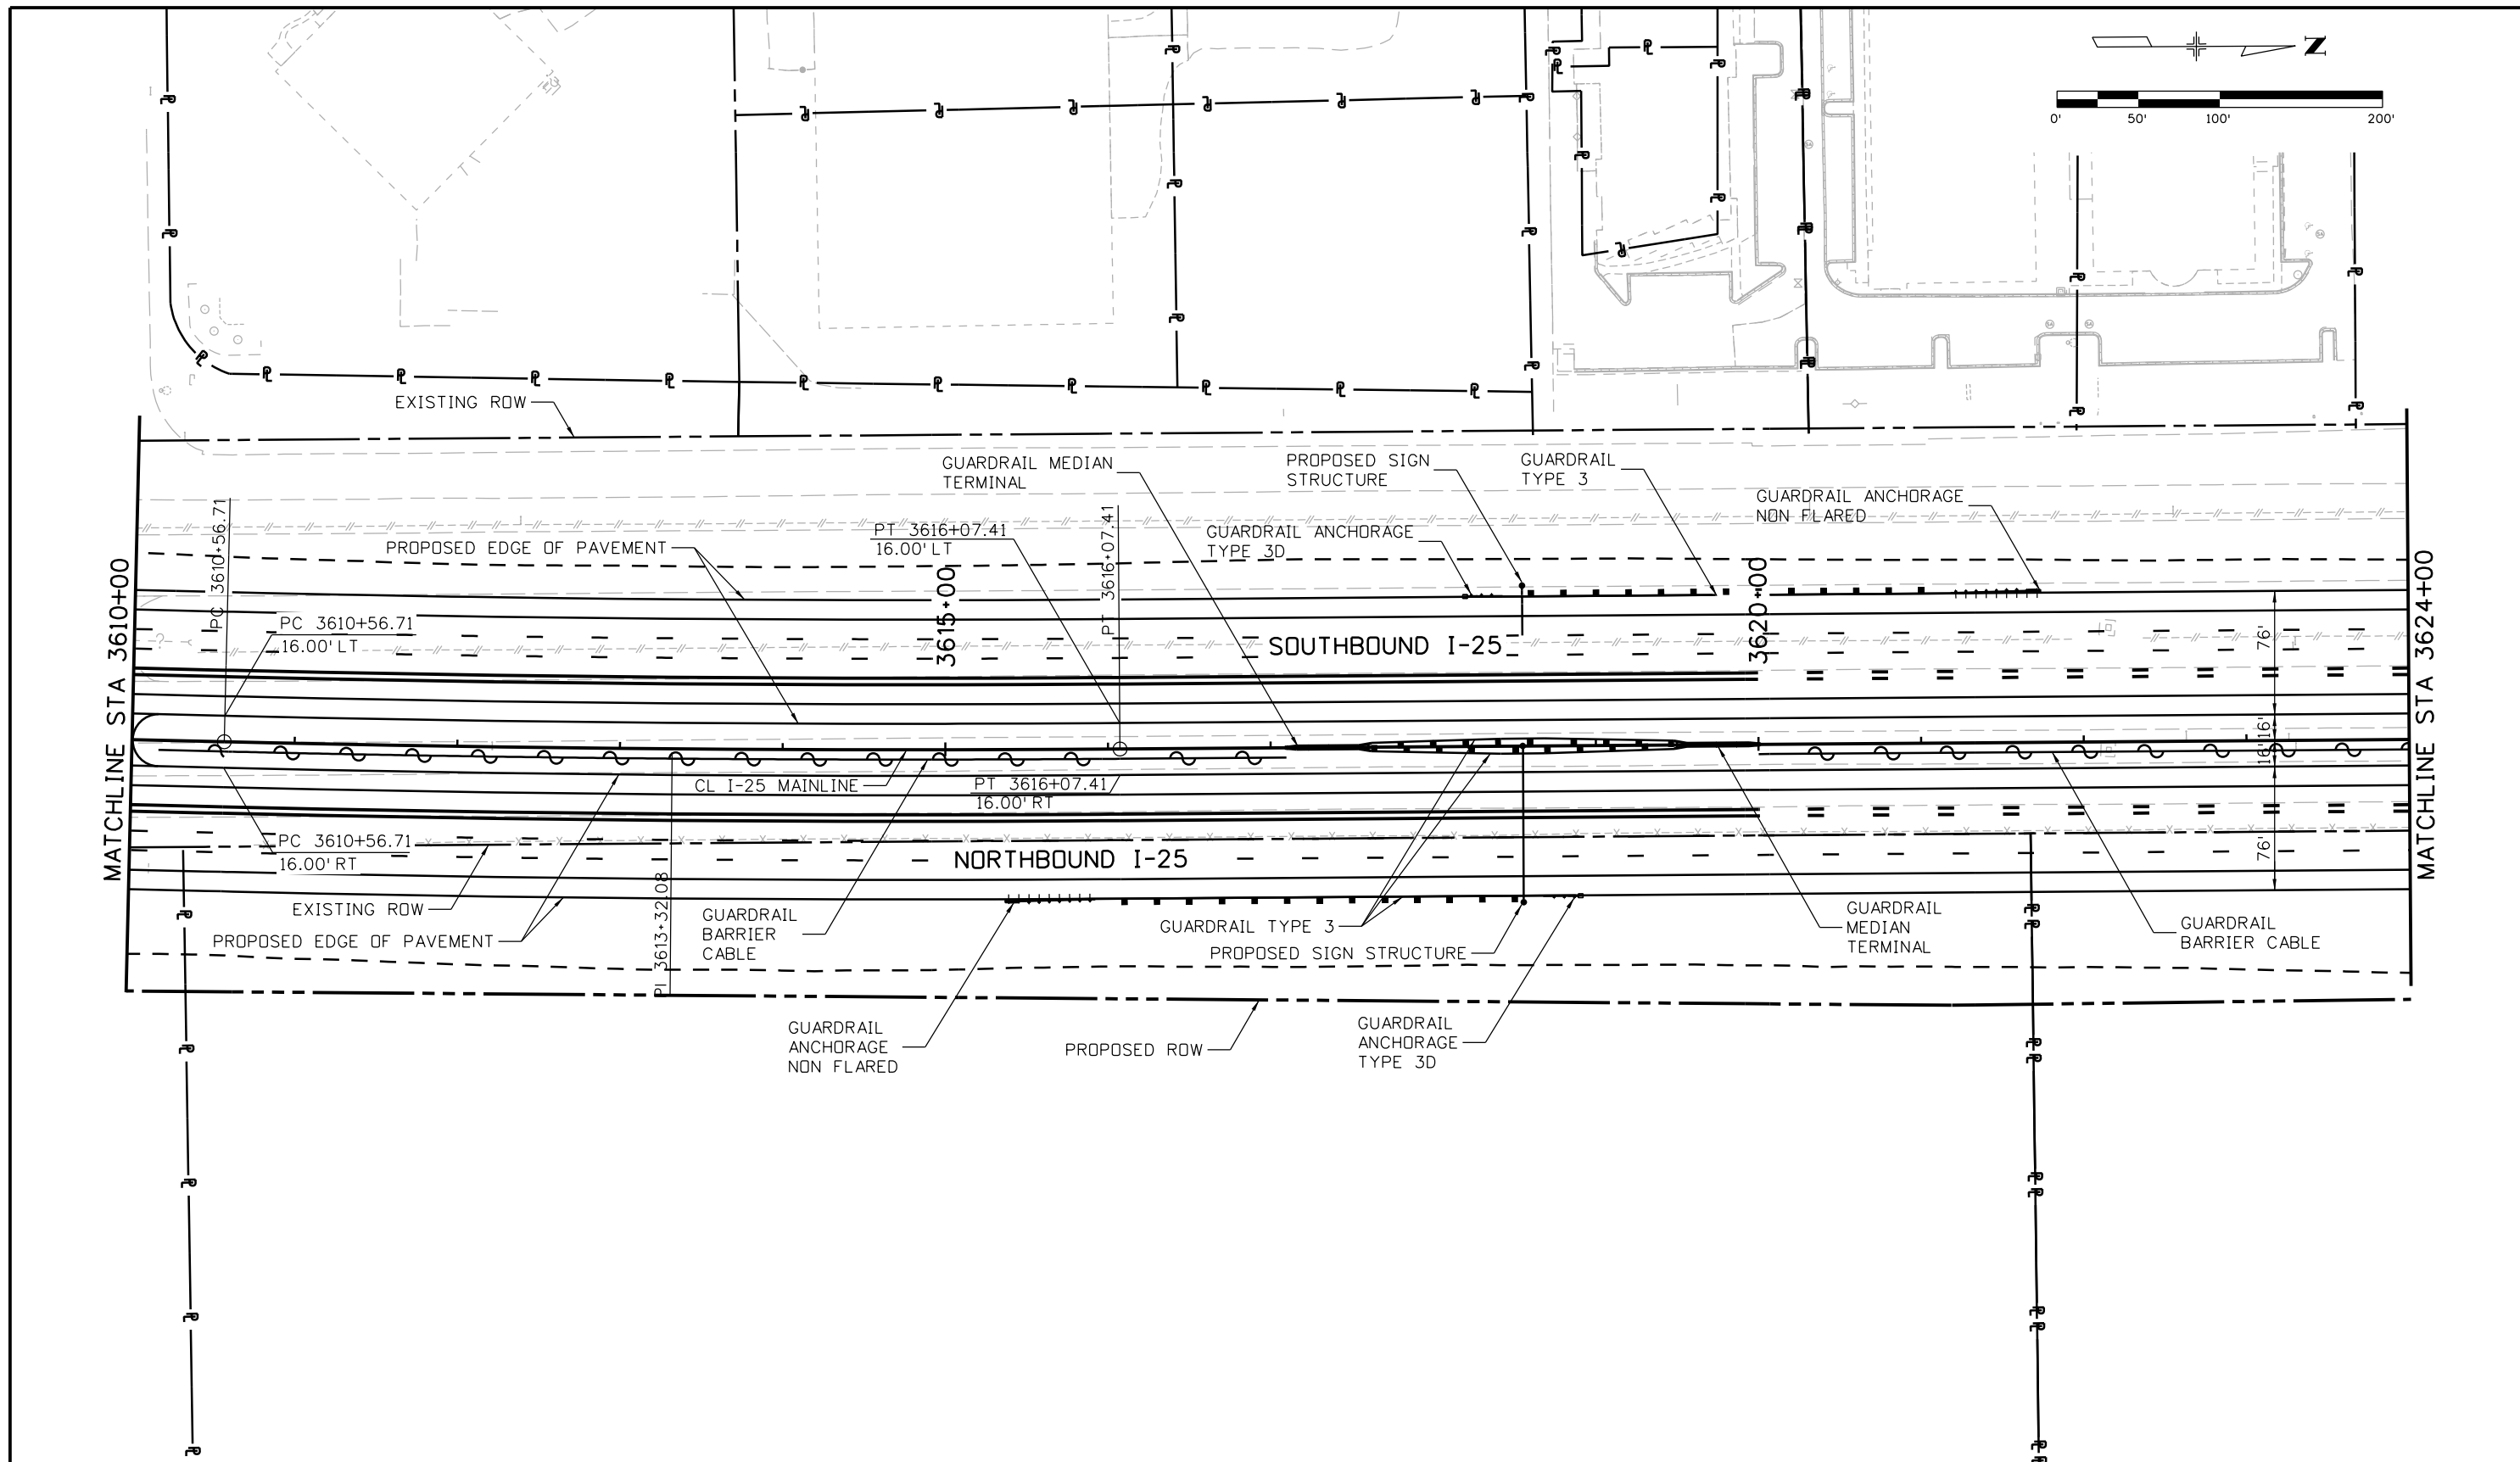 N
0' 50' 100' 200'
EXISTING ROW
GUARDRAIL MEDIAN
TERMINAL
PROPOSED SIGN
STRUCTURE
GUARDRAIL
TYPE 3
GUARDRAIL ANCHORAGE
NON FLARED
PROPOSED EDGE OF PAVEMENT
PT 3616+07.41
16.00' LT
GUARDRAIL ANCHORAGE
TYPE 3D
PC 3610+56.71
PT 3616+07.41
3615+00
3620+00
MATCHLINE STA 3610+00
MATCHLINE STA 3624+00
PC 3610+56.71
16.00' LT
SOUTHBOUND I-25
76'
16'
16'
76'
CL I-25 MAINLINE
PT 3616+07.41
16.00' RT
PC 3610+56.71
16.00' RT
NORTHBOUND I-25
PI 3613+32.08
EXISTING ROW
PROPOSED EDGE OF PAVEMENT
GUARDRAIL
BARRIER
CABLE
GUARDRAIL TYPE 3
PROPOSED SIGN STRUCTURE
GUARDRAIL
MEDIAN
TERMINAL
GUARDRAIL
BARRIER CABLE
GUARDRAIL
ANCHORAGE
NON FLARED
PROPOSED ROW
GUARDRAIL
ANCHORAGE
TYPE 3D